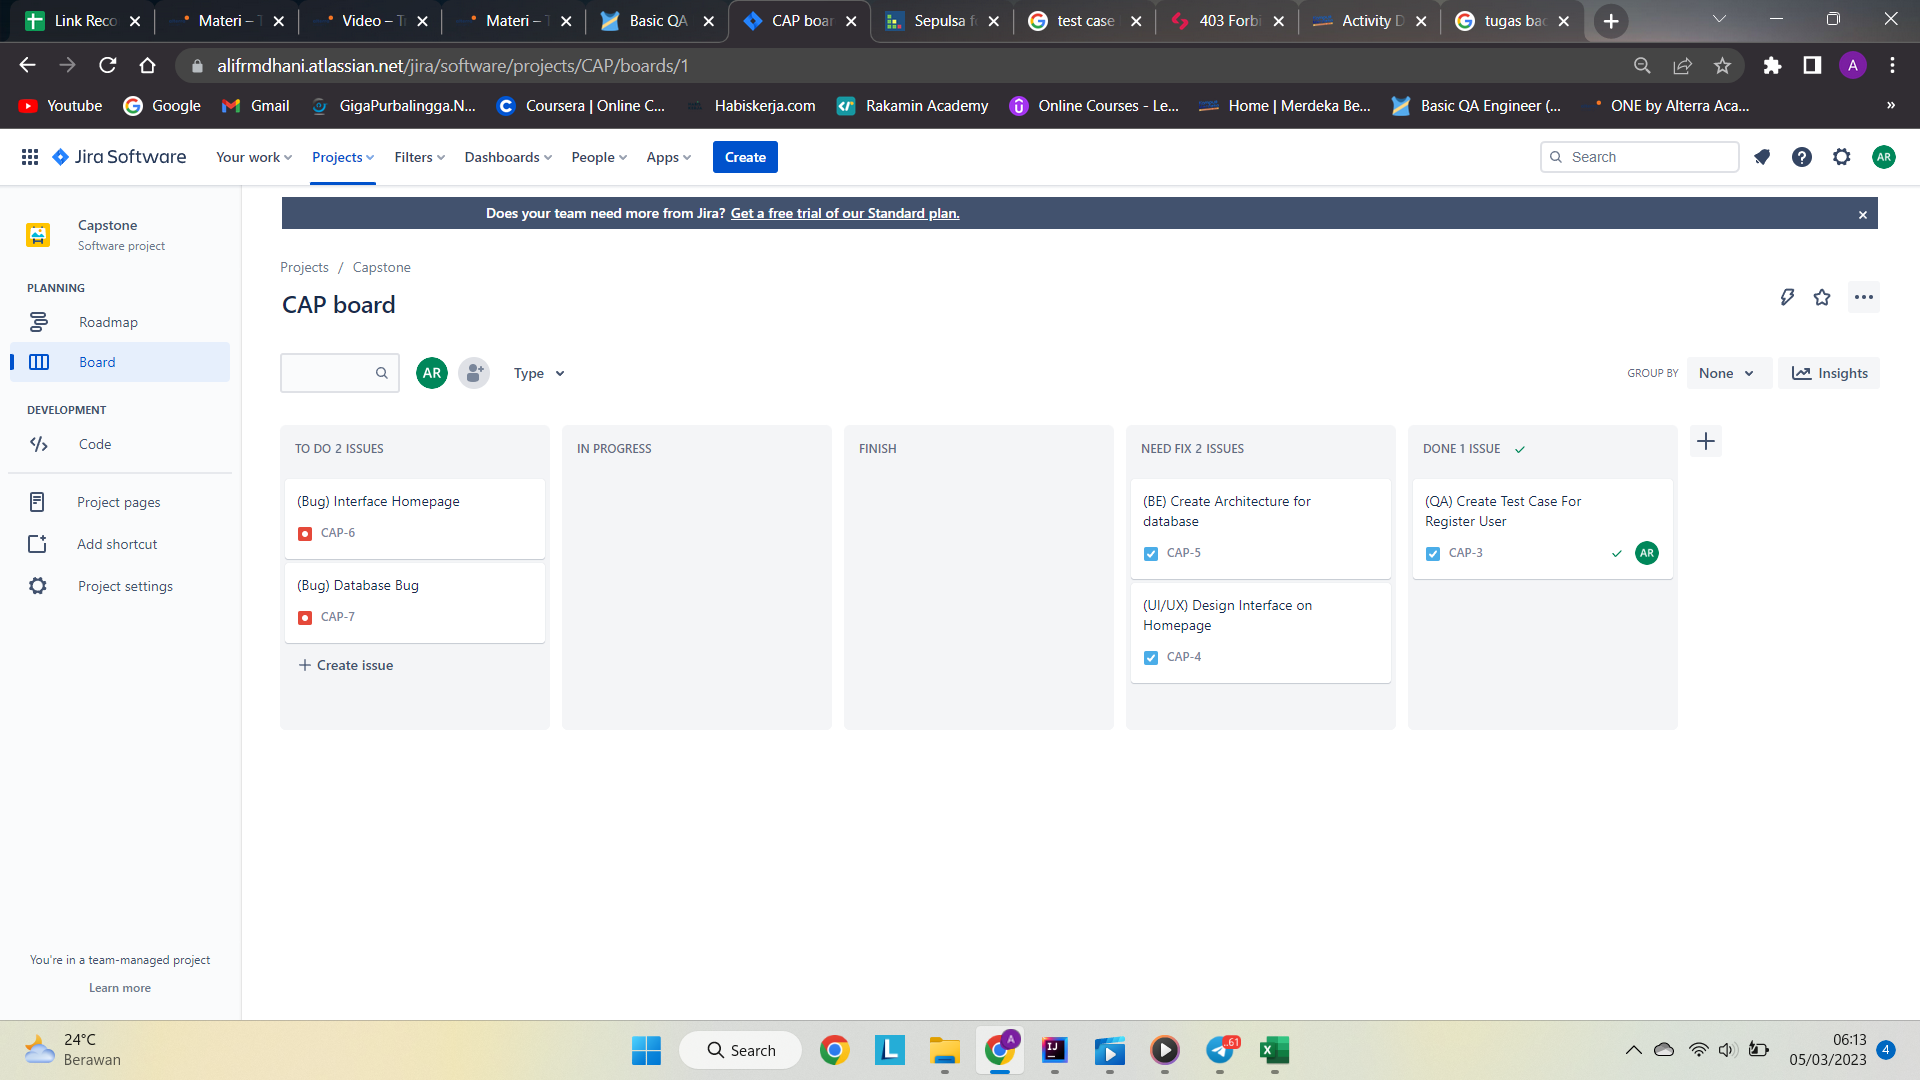 Link Reco
Materi – T
Video – Tr
Materi – T
Basic QA
CAP boar
Sepulsa f
test case
403 Forbi
Activity D
tugas bac
alifrmdhani.atlassian.net/jira/software/projects/CAP/boards/1
A
Youtube
Google
Gmail
GigaPurbalingga.N...
Coursera | Online C...
Habiskerja.com
Rakamin Academy
Online Courses - Le...
Home | Merdeka Be...
Basic QA Engineer (...
ONE by Alterra Aca...
»
Jira Software
Your work
Projects
Filters
Dashboards
People
Apps
Create
Search
AR
Does your team need more from Jira? Get a free trial of our Standard plan.
Capstone
Software project
PLANNING
Roadmap
Board
DEVELOPMENT
Code
Project pages
Add shortcut
Project settings
You're in a team-managed project
Learn more
Projects / Capstone
CAP board
AR
Type
GROUP BY
None
Insights
TO DO 2 ISSUES
(Bug) Interface Homepage
CAP-6
(Bug) Database Bug
CAP-7
+ Create issue
IN PROGRESS
FINISH
NEED FIX 2 ISSUES
(BE) Create Architecture for
database
CAP-5
(UI/UX) Design Interface on
Homepage
CAP-4
DONE 1 ISSUE
(QA) Create Test Case For
Register User
CAP-3
AR
24°C
Berawan
Search
L
A
IJ
61
X
06:13
05/03/2023
4